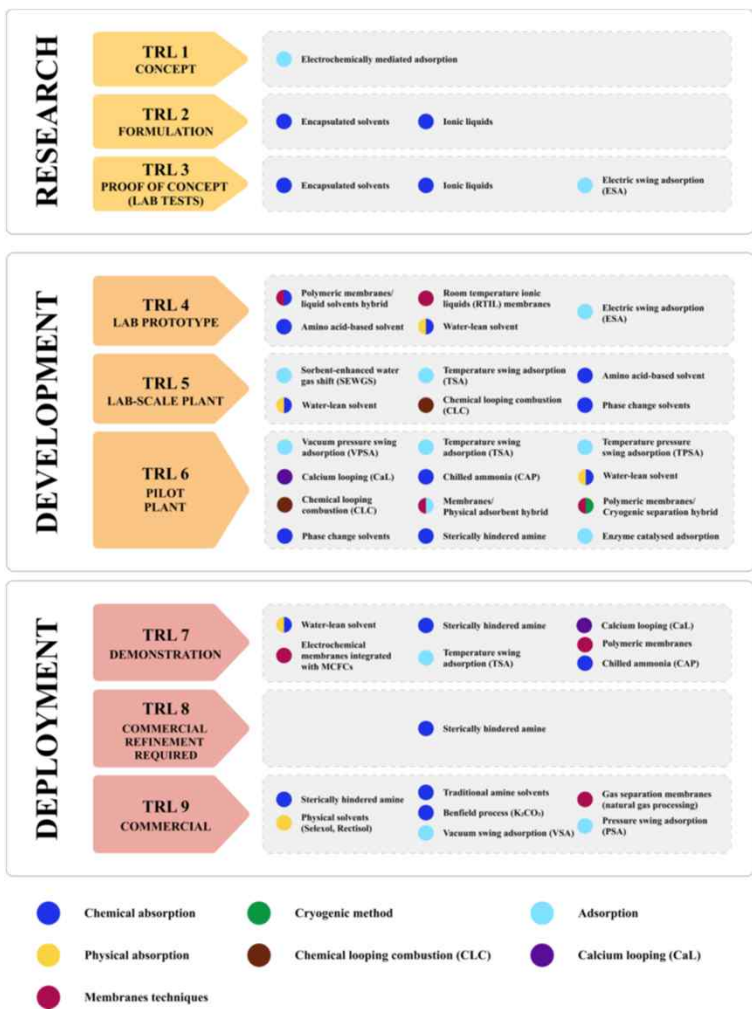 RESEARCH
TRL 1
CONCEPT
Electrochemically mediated adsorption
TRL 2
FORMULATION
Encapsulated solvents
Ionic liquids
TRL 3
PROOF OF CONCEPT
(LAB TESTS)
Encapsulated solvents
Ionic liquids
Electric swing adsorption
(ESA)
DEVELOPMENT
TRL 4
LAB PROTOTYPE
Polymeric membranes/
liquid solvents hybrid
Room temperature ionic
liquids (RTIL) membranes
Electric swing adsorption
(ESA)
Amino acid-based solvent
Water-lean solvent
TRL 5
LAB-SCALE PLANT
Sorbent-enhanced water
gas shift (SEWGS)
Temperature swing adsorption
(TSA)
Amino acid-based solvent
Water-lean solvent
Chemical looping combustion
(CLC)
Phase change solvents
TRL 6
PILOT
PLANT
Vacuum pressure swing
adsorption (VPSA)
Temperature swing
adsorption (TSA)
Temperature pressure
swing adsorption (TPSA)
Calcium looping (CaL)
Chilled ammonia (CAP)
Water-lean solvent
Chemical looping
combustion (CLC)
Membranes/
Physical adsorbent hybrid
Polymeric membranes/
Cryogenic separation hybrid
Phase change solvents
Sterically hindered amine
Enzyme catalysed adsorption
DEPLOYMENT
TRL 7
DEMONSTRATION
Water-lean solvent
Sterically hindered amine
Calcium looping (CaL)
Electrochemical
membranes integrated
with MCFCs
Temperature swing
adsorption (TSA)
Polymeric membranes
Chilled ammonia (CAP)
TRL 8
COMMERCIAL
REFINEMENT
REQUIRED
Sterically hindered amine
TRL 9
COMMERCIAL
Sterically hindered amine
Physical solvents
(Selexol, Rectisol)
Traditional amine solvents
Benfield process (K₂CO₃)
Vacuum swing adsorption (VSA)
Gas separation membranes
(natural gas processing)
Pressure swing adsorption
(PSA)
Chemical absorption
Cryogenic method
Adsorption
Physical absorption
Chemical looping combustion (CLC)
Calcium looping (CaL)
Membranes techniques